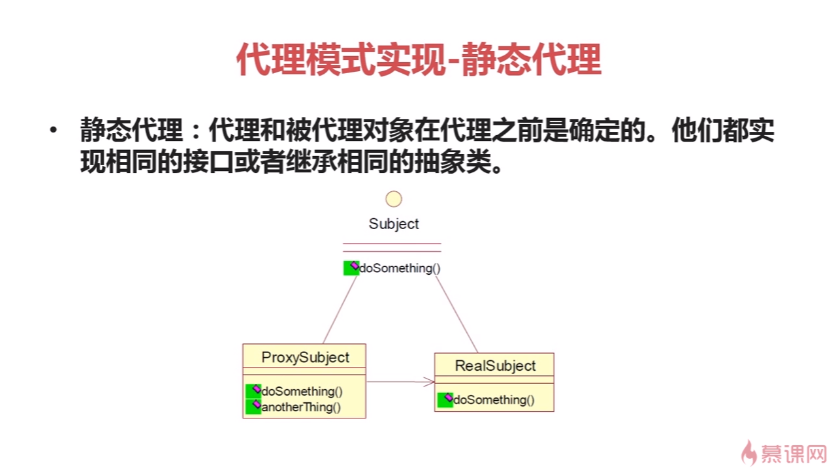 代理模式实现-静态代理
• 静态代理：代理和被代理对象在代理之前是确定的。他们都实
现相同的接口或者继承相同的抽象类。
Subject
doSomething()
ProxySubject
doSomething()
anotherThing()
RealSubject
doSomething()
慕课网